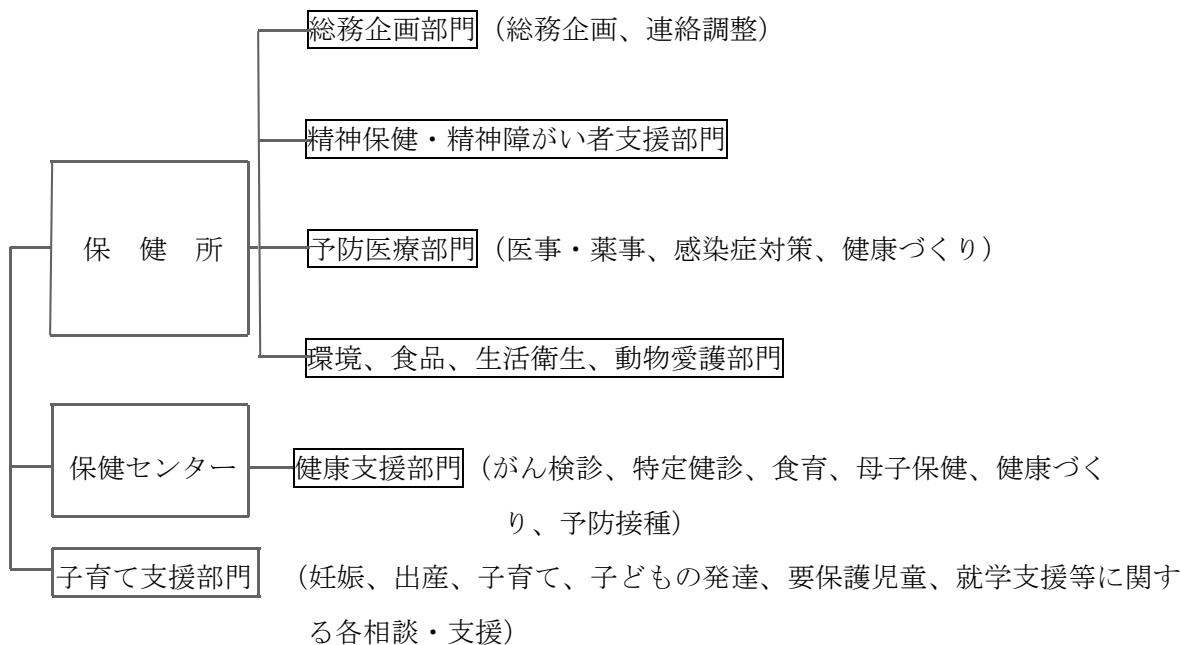 総務企画部門（総務企画、連絡調整）
精神保健・精神障がい者支援部門
保　健　所
予防医療部門（医事・薬事、感染症対策、健康づくり）
環境、食品、生活衛生、動物愛護部門
保健センター
健康支援部門（がん検診、特定健診、食育、母子保健、健康づく
り、予防接種）
子育て支援部門
（妊娠、出産、子育て、子どもの発達、要保護児童、就学支援等に関す
る各相談・支援）